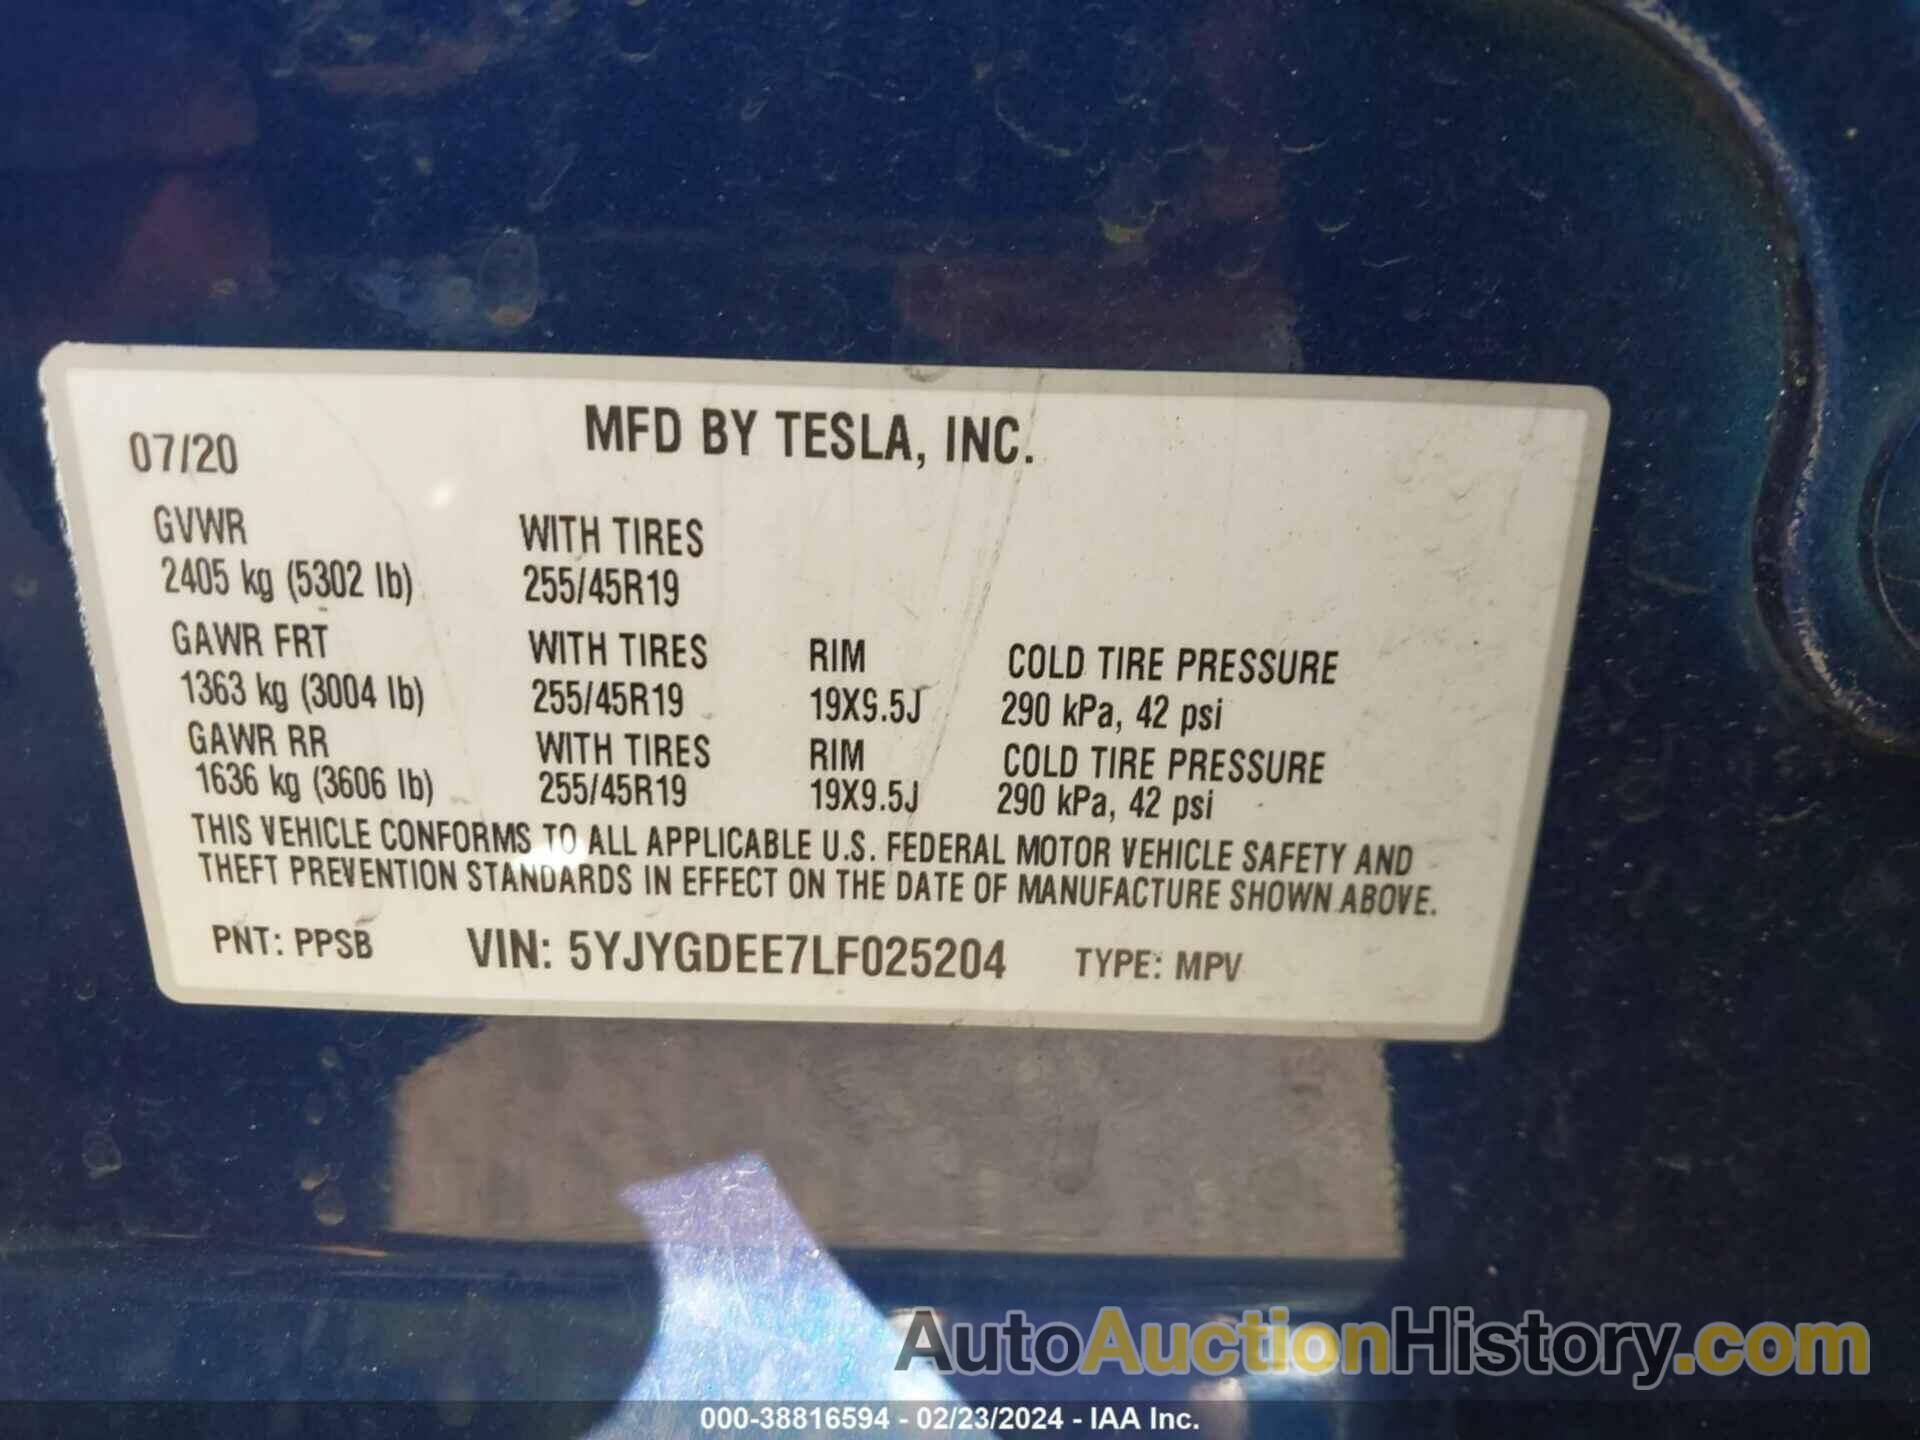 07/20 MFD BY TESLA, INC.
GVWR WITH TIRES
2405 kg (5302 lb) 255/45R19
GAWR FRT WITH TIRES RIM COLD TIRE PRESSURE
1363 kg (3004 lb) 255/45R19 19X9.5J 290 kPa, 42 psi
GAWR RR WITH TIRES RIM COLD TIRE PRESSURE
1636 kg (3606 lb) 255/45R19 19X9.5J 290 kPa, 42 psi
THIS VEHICLE CONFORMS TO ALL APPLICABLE U.S. FEDERAL MOTOR VEHICLE SAFETY AND
THEFT PREVENTION STANDARDS IN EFFECT ON THE DATE OF MANUFACTURE SHOWN ABOVE.
PNT: PPSB VIN: 5YJYGDEE7LF025204 TYPE: MPV
AutoAuctionHistory.com
000-38816594 - 02/23/2024 - IAA Inc.